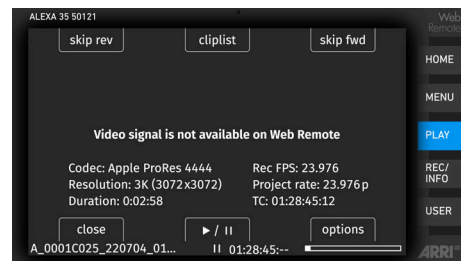 ALEXA 35 50121
Web
Remote
skip rev
cliplist
skip fwd
HOME
MENU
Video signal is not available on Web Remote
PLAY
Codec: Apple ProRes 4444
Rec FPS: 23.976
Resolution: 3K (3072x3072)
Project rate: 23.976 p
Duration: 0:02:58
TC: 01:28:45:12
REC/
INFO
USER
close
▶ / II
options
A_0001C025_220704_01...
II 01:28:45:--
ARRI